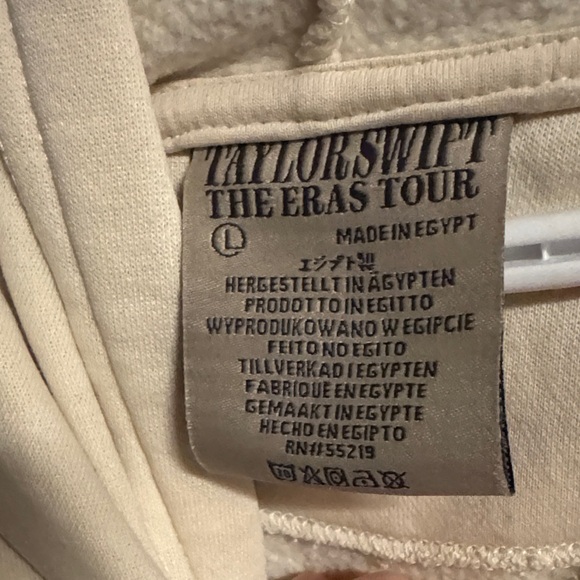 TAYLOR SWIFT
THE ERAS TOUR
L MADE IN EGYPT
エジプト製
HERGESTELLT IN ÄGYPTEN
PRODOTTO IN EGITTO
WYPRODUKOWANO W EGIPCIE
FEITO NO EGITO
TILLVERKAD I EGYPTEN
FABRIQUÉ EN EGYPTE
GEMAAKT IN EGYPTE
HECHO EN EGIPTO
RN#55219